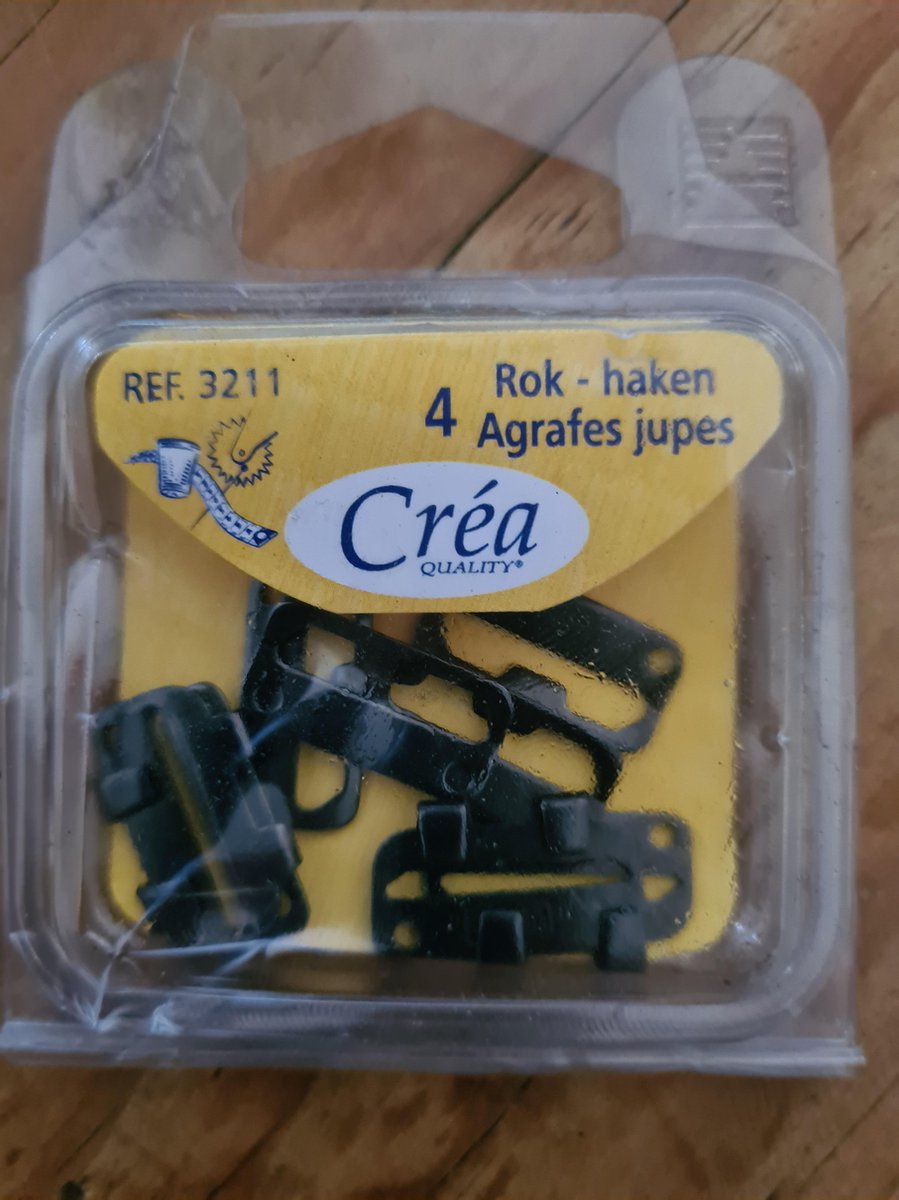 REF. 3211
4
Rok - haken
Agrafes jupes
Créa
QUALITY®